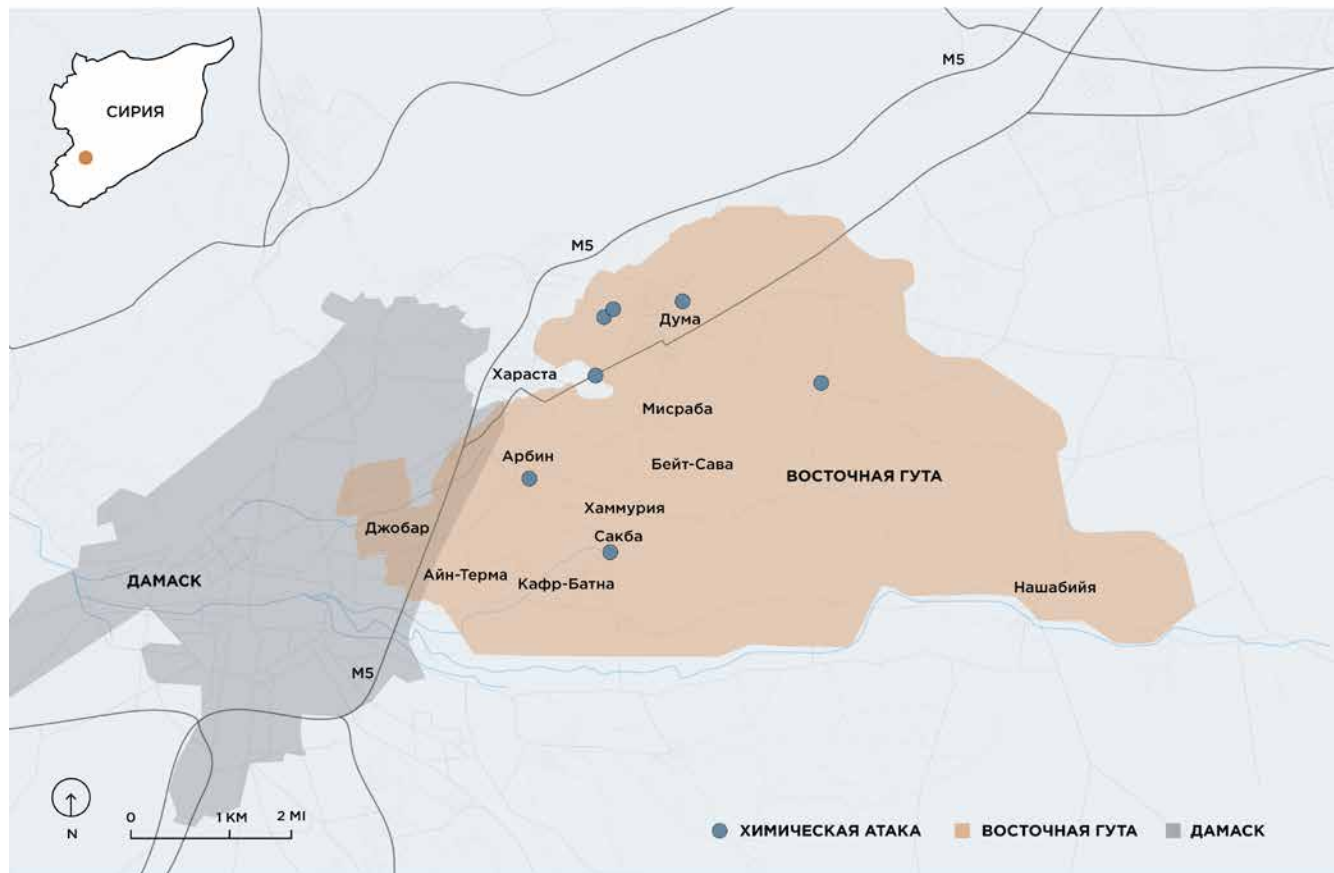 СИРИЯ
M5
M5
Дума
Хараста
Мисраба
Арбин
Бейт-Сава
ВОСТОЧНАЯ ГУТА
Хаммурия
Джобар
Сакба
Айн-Терма
Кафр-Батна
ДАМАСК
Нашабийя
M5
N
0 1 KM 2 MI
ХИМИЧЕСКАЯ АТАКА ВОСТОЧНАЯ ГУТА ДАМАСК